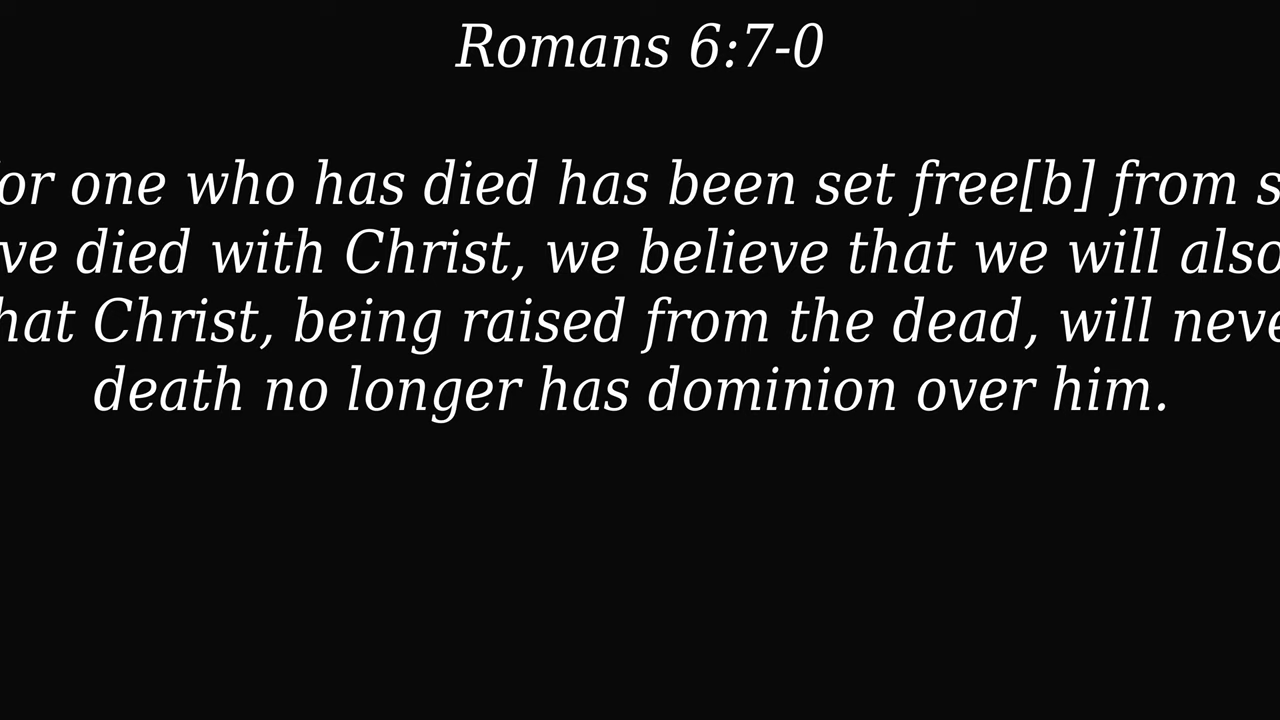 Romans 6:7-0
or one who has died has been set free[b] from s
ve died with Christ, we believe that we will also
hat Christ, being raised from the dead, will neve
death no longer has dominion over him.